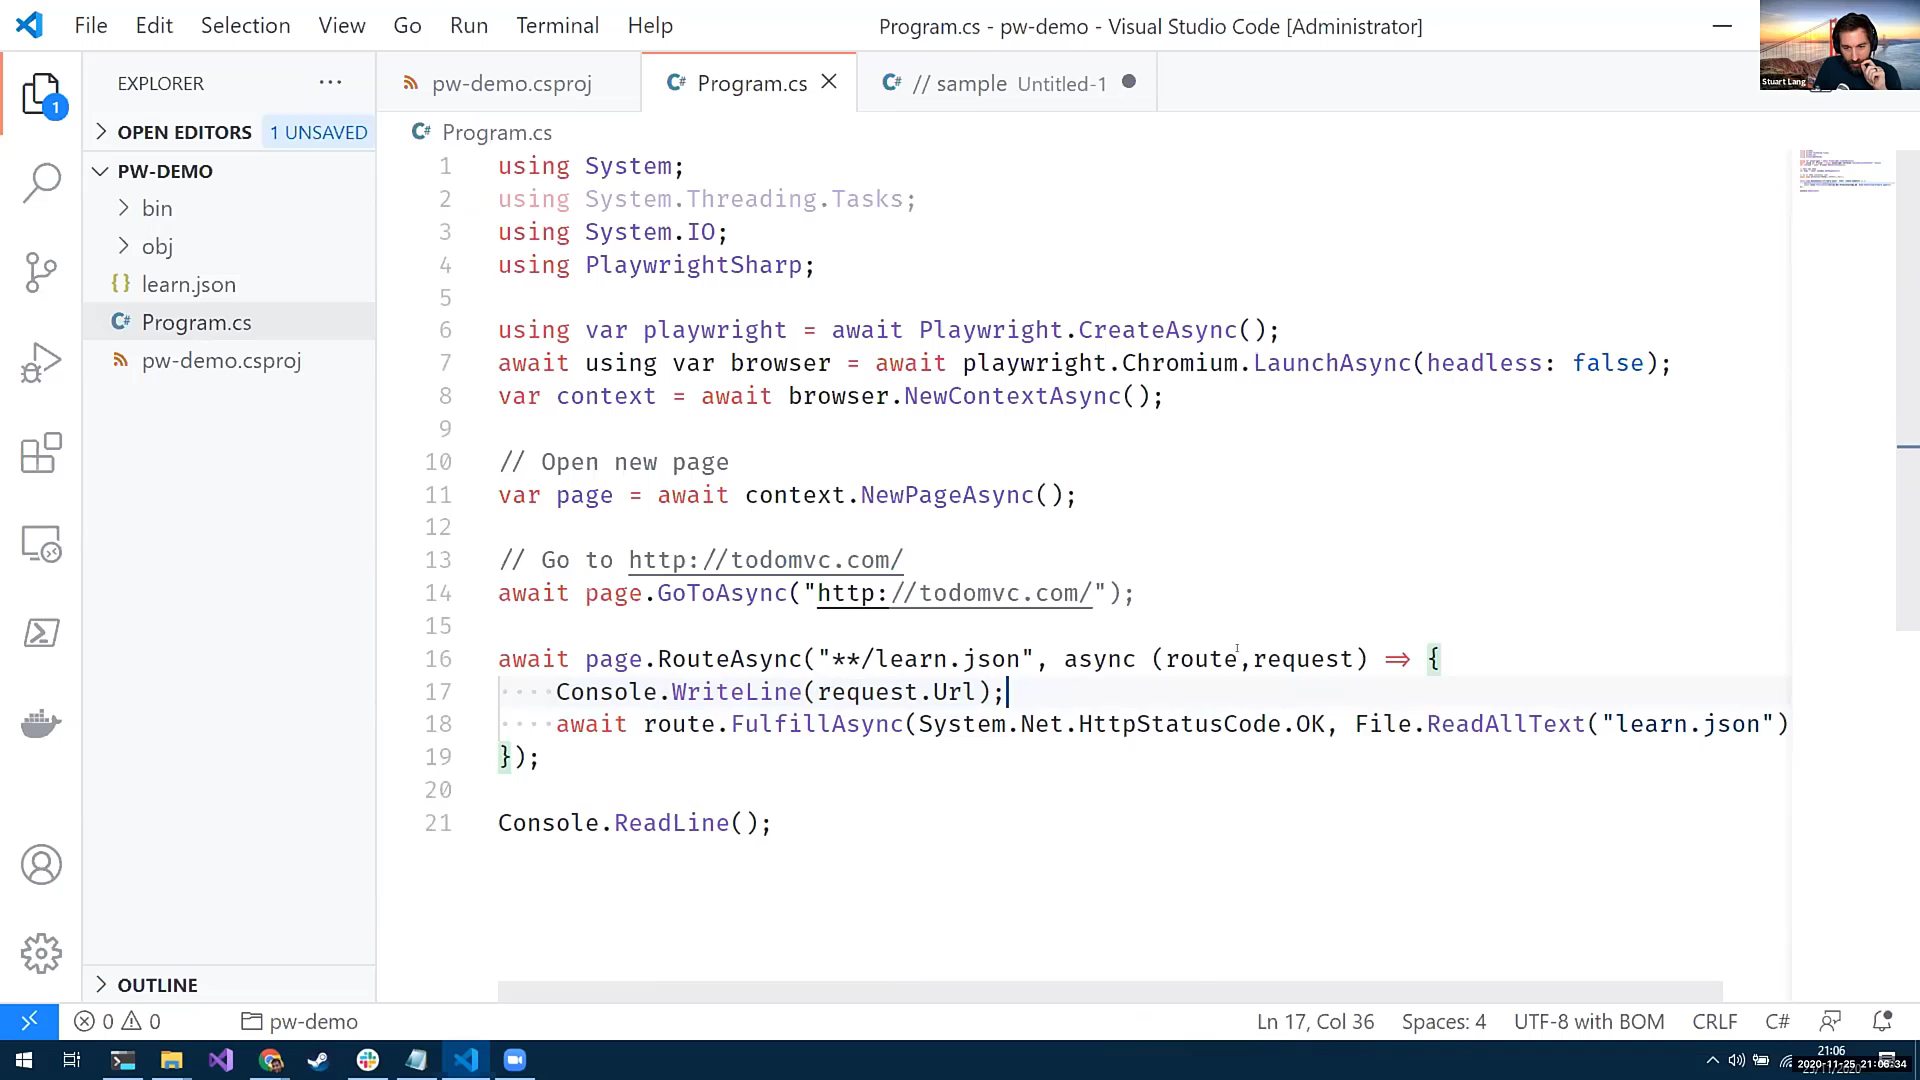 File Edit Selection View Go Run Terminal Help
Program.cs - pw-demo - Visual Studio Code [Administrator]
Stuart Lang
EXPLORER ···
pw-demo.csproj
Program.cs
// sample Untitled-1
1
OPEN EDITORS 1 UNSAVED
Program.cs
PW-DEMO
bin
obj
learn.json
Program.cs
pw-demo.csproj
1 using System;
2 using System.Threading.Tasks;
3 using System.IO;
4 using PlaywrightSharp;
5
6 using var playwright = await Playwright.CreateAsync();
7 await using var browser = await playwright.Chromium.LaunchAsync(headless: false);
8 var context = await browser.NewContextAsync();
9
10 // Open new page
11 var page = await context.NewPageAsync();
12
13 // Go to http://todomvc.com/
14 await page.GoToAsync("http://todomvc.com/");
15
16 await page.RouteAsync("**/learn.json", async (route,request) => {
17 ····Console.WriteLine(request.Url);
18 ····await route.FulfillAsync(System.Net.HttpStatusCode.OK, File.ReadAllText("learn.json")
19 });
20
21 Console.ReadLine();
OUTLINE
0 0 pw-demo
Ln 17, Col 36 Spaces: 4 UTF-8 with BOM CRLF C#
21:06
2020-11-25 21:06:34